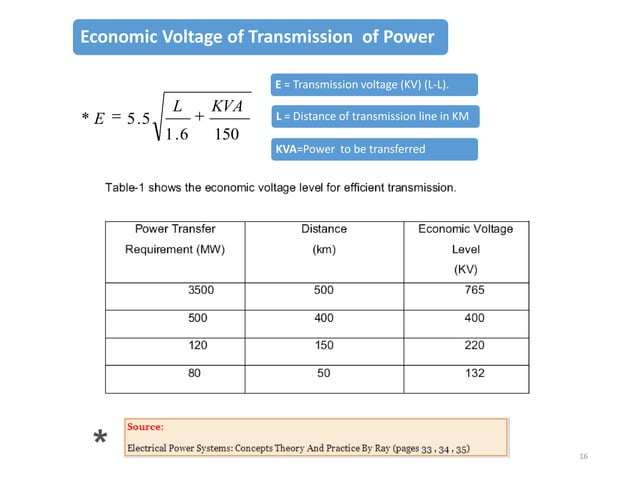 Economic Voltage of Transmission of Power
E = Transmission voltage (KV) (L-L).
* E = 5.5√(L/1.6 + KVA/150)
L = Distance of transmission line in KM
KVA=Power to be transferred
Table-1 shows the economic voltage level for efficient transmission.
Power Transfer Requirement (MW) Distance (km) Economic Voltage Level (KV)
3500 500 765
500 400 400
120 150 220
80 50 132
*
Source:
Electrical Power Systems: Concepts Theory And Practice By Ray (pages 33 , 34 , 35)
16